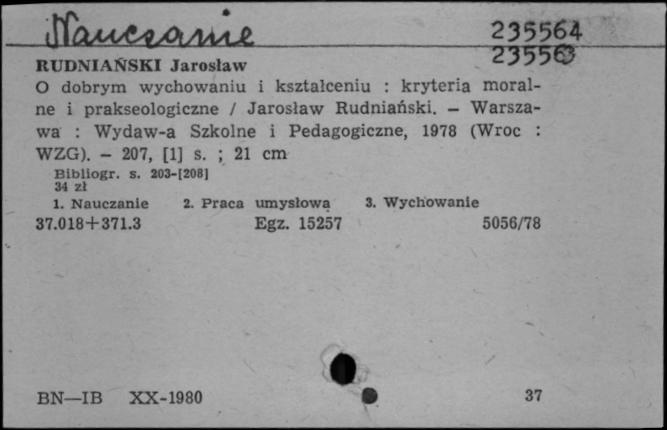 Nauczanie
235564
235563
RUDNIAŃSKI Jarosław
O dobrym wychowaniu i kształceniu : kryteria moral-
ne i prakseologiczne / Jarosław Rudniański. — Warsza-
wa : Wydaw-a Szkolne i Pedagogiczne, 1978 (Wroc :
WZG). — 207, [1] s. ; 21 cm
Bibliogr. s. 203-[208]
34 zł
1. Nauczanie 2. Praca umysłowa 3. Wychowanie
37.018+371.3 Egz. 15257 5056/78
BN—IB XX-1980 37